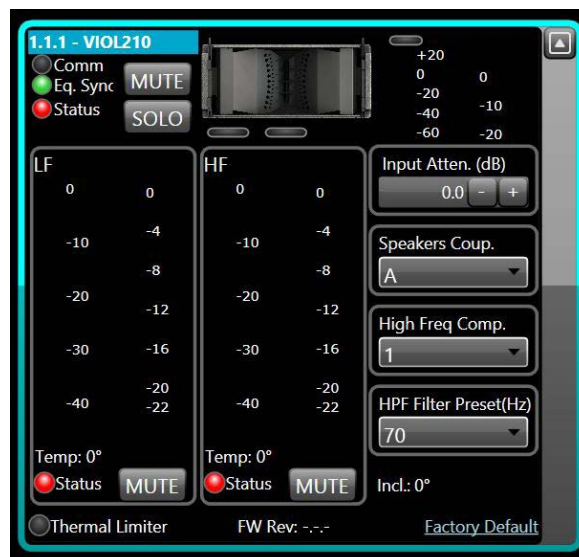 1.1.1 - VIOL210
Comm
Eq. Sync
Status
MUTE
SOLO
+20
0
-20
-40
-60
0
-10
-20
LF
0
-10
-20
-30
-40
0
-4
-8
-12
-16
-20
-22
Temp: 0°
Status
MUTE
HF
0
-10
-20
-30
-40
0
-4
-8
-12
-16
-20
-22
Temp: 0°
Status
MUTE
Input Atten. (dB)
0.0 - +
Speakers Coup.
A
High Freq Comp.
1
HPF Filter Preset(Hz)
70
Incl.: 0°
Thermal Limiter
FW Rev: -.-.-
Factory Default